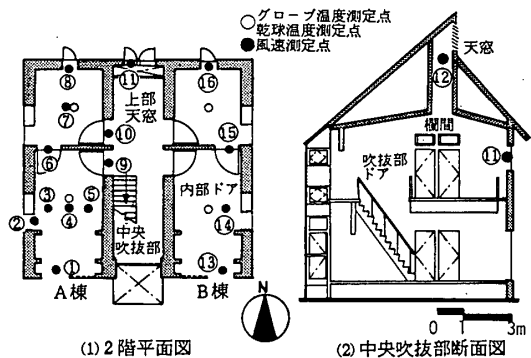 グローブ温度測定点
乾球温度測定点
風速測定点
⑧
⑪
⑯
上部
天窓
⑦
⑩
⑥
⑮
⑨
③
⑤
内部ドア
②
④
⑭
中央
吹抜部
①
⑬
A棟
B棟
N
(1) 2階平面図
天窓
⑫
欄間
⑪
吹抜部
ドア
0 1 3m
(2) 中央吹抜部断面図